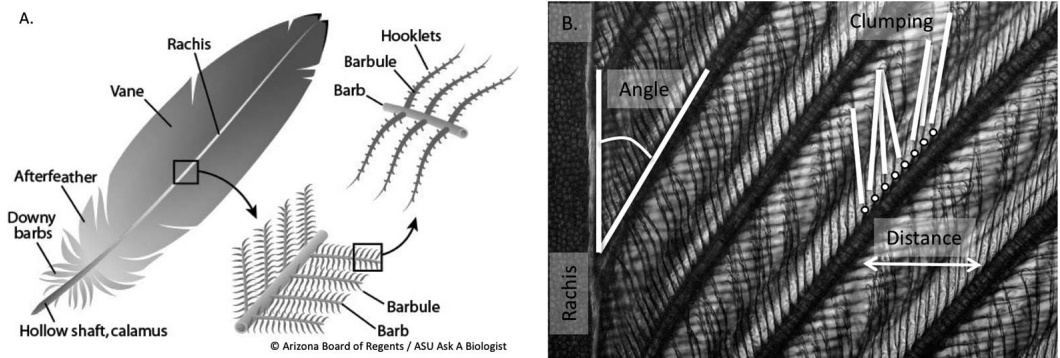 A.
Rachis
Vane
Afterfeather
Downy
barbs
Hollow shaft, calamus
Hooklets
Barbule
Barb
Barbule
Barb
© Arizona Board of Regents / ASU Ask A Biologist
B.
Clumping
Angle
Distance
Rachis